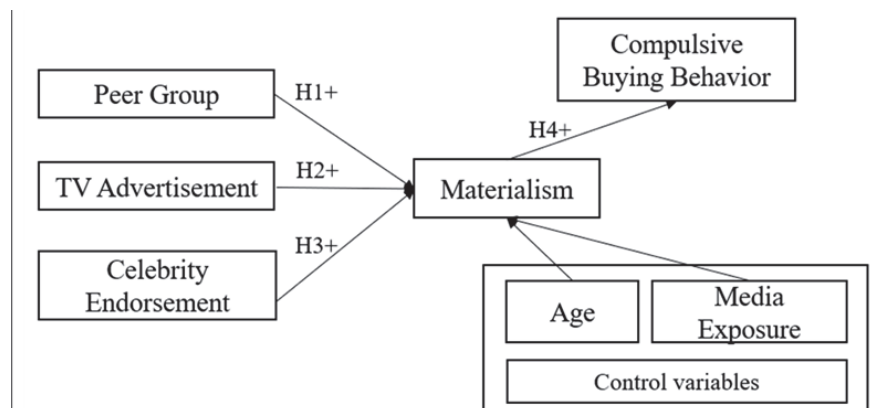 Compulsive
Buying Behavior
Peer Group
H1+
H4+
TV Advertisement
H2+
Materialism
H3+
Celebrity
Endorsement
Age
Media
Exposure
Control variables